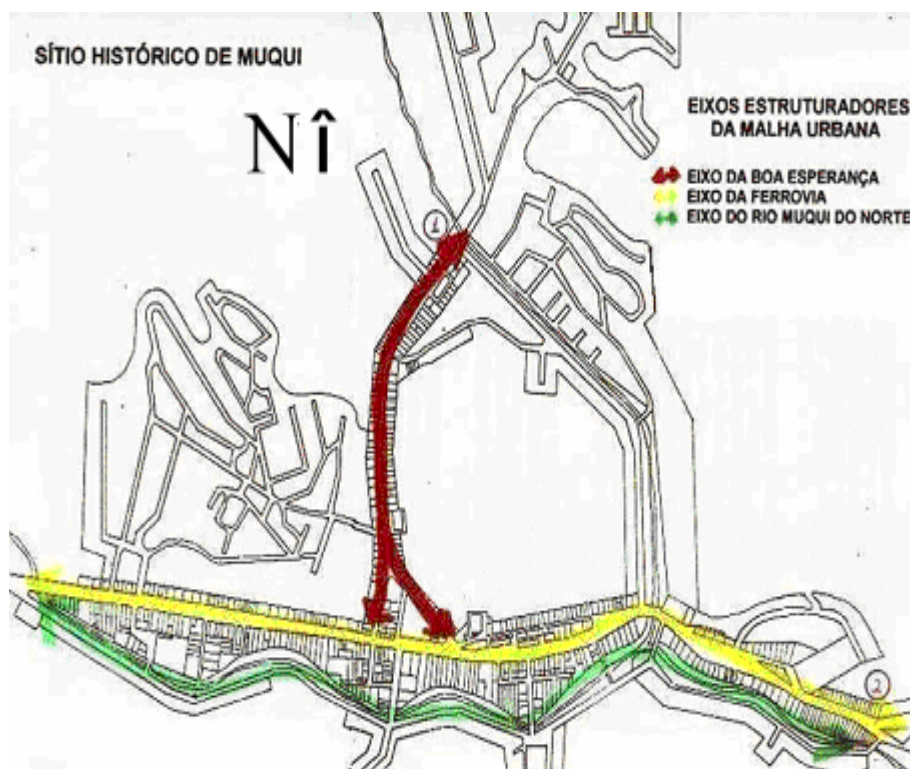 SÍTIO HISTÓRICO DE MUQUI
Nî
EIXOS ESTRUTURADORES
DA MALHA URBANA
EIXO DA BOA ESPERANÇA
EIXO DA FERROVIA
EIXO DO RIO MUQUI DO NORTE
1
2